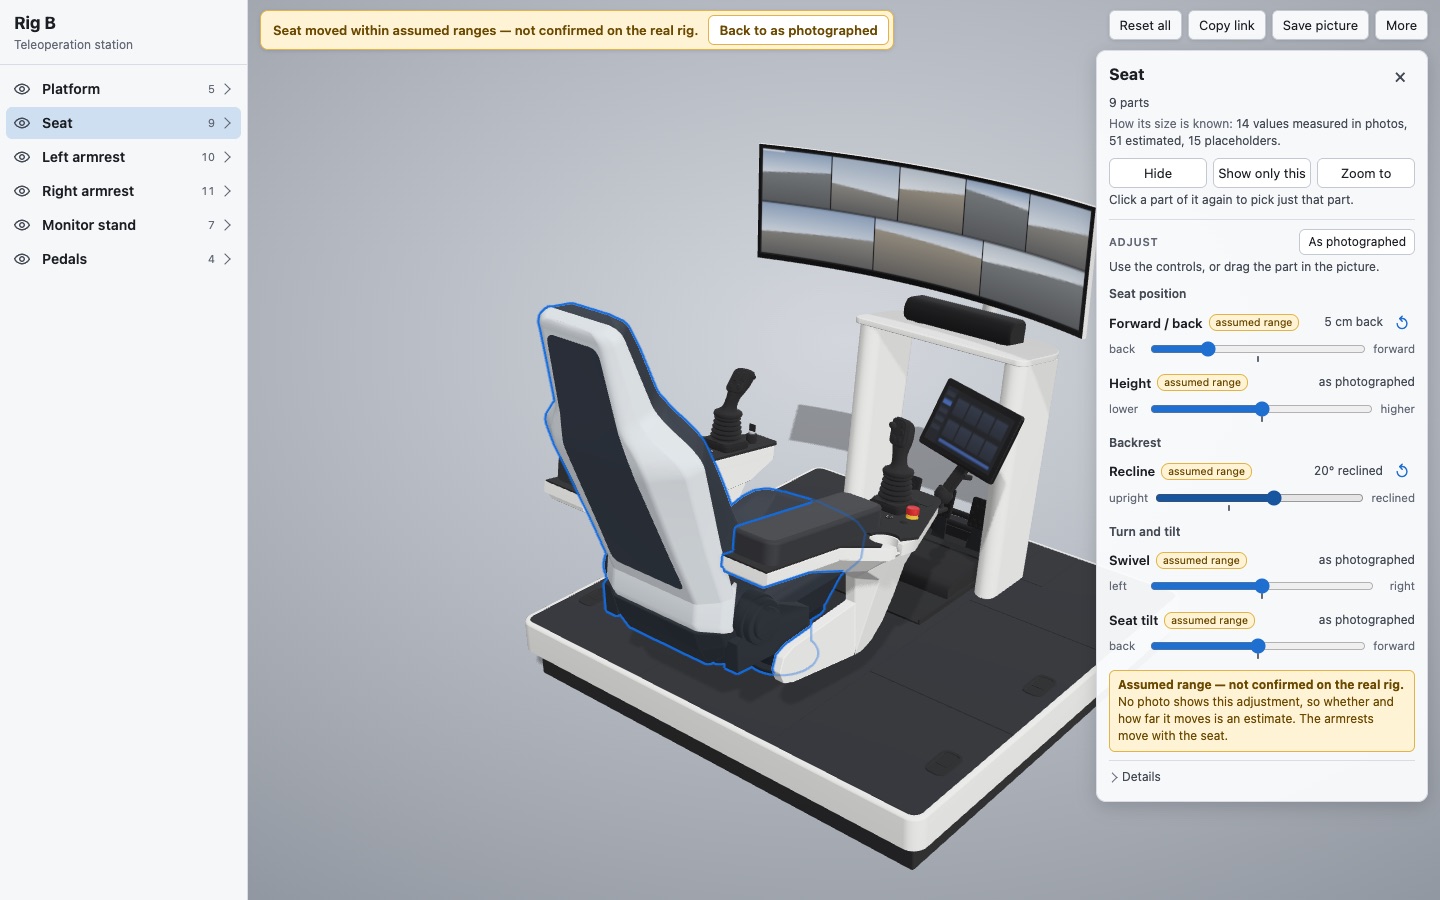 Rig B
Teleoperation station
Platform 5
Seat 9
Left armrest 10
Right armrest 11
Monitor stand 7
Pedals 4
Seat moved within assumed ranges — not confirmed on the real rig. Back to as photographed
Reset all Copy link Save picture More
Seat
9 parts
How its size is known: 14 values measured in photos,
51 estimated, 15 placeholders.
Hide Show only this Zoom to
Click a part of it again to pick just that part.
ADJUST As photographed
Use the controls, or drag the part in the picture.
Seat position
Forward / back assumed range 5 cm back
back forward
Height assumed range as photographed
lower higher
Backrest
Recline assumed range 20° reclined
upright reclined
Turn and tilt
Swivel assumed range as photographed
left right
Seat tilt assumed range as photographed
back forward
Assumed range — not confirmed on the real rig.
No photo shows this adjustment, so whether and
how far it moves is an estimate. The armrests
move with the seat.
Details